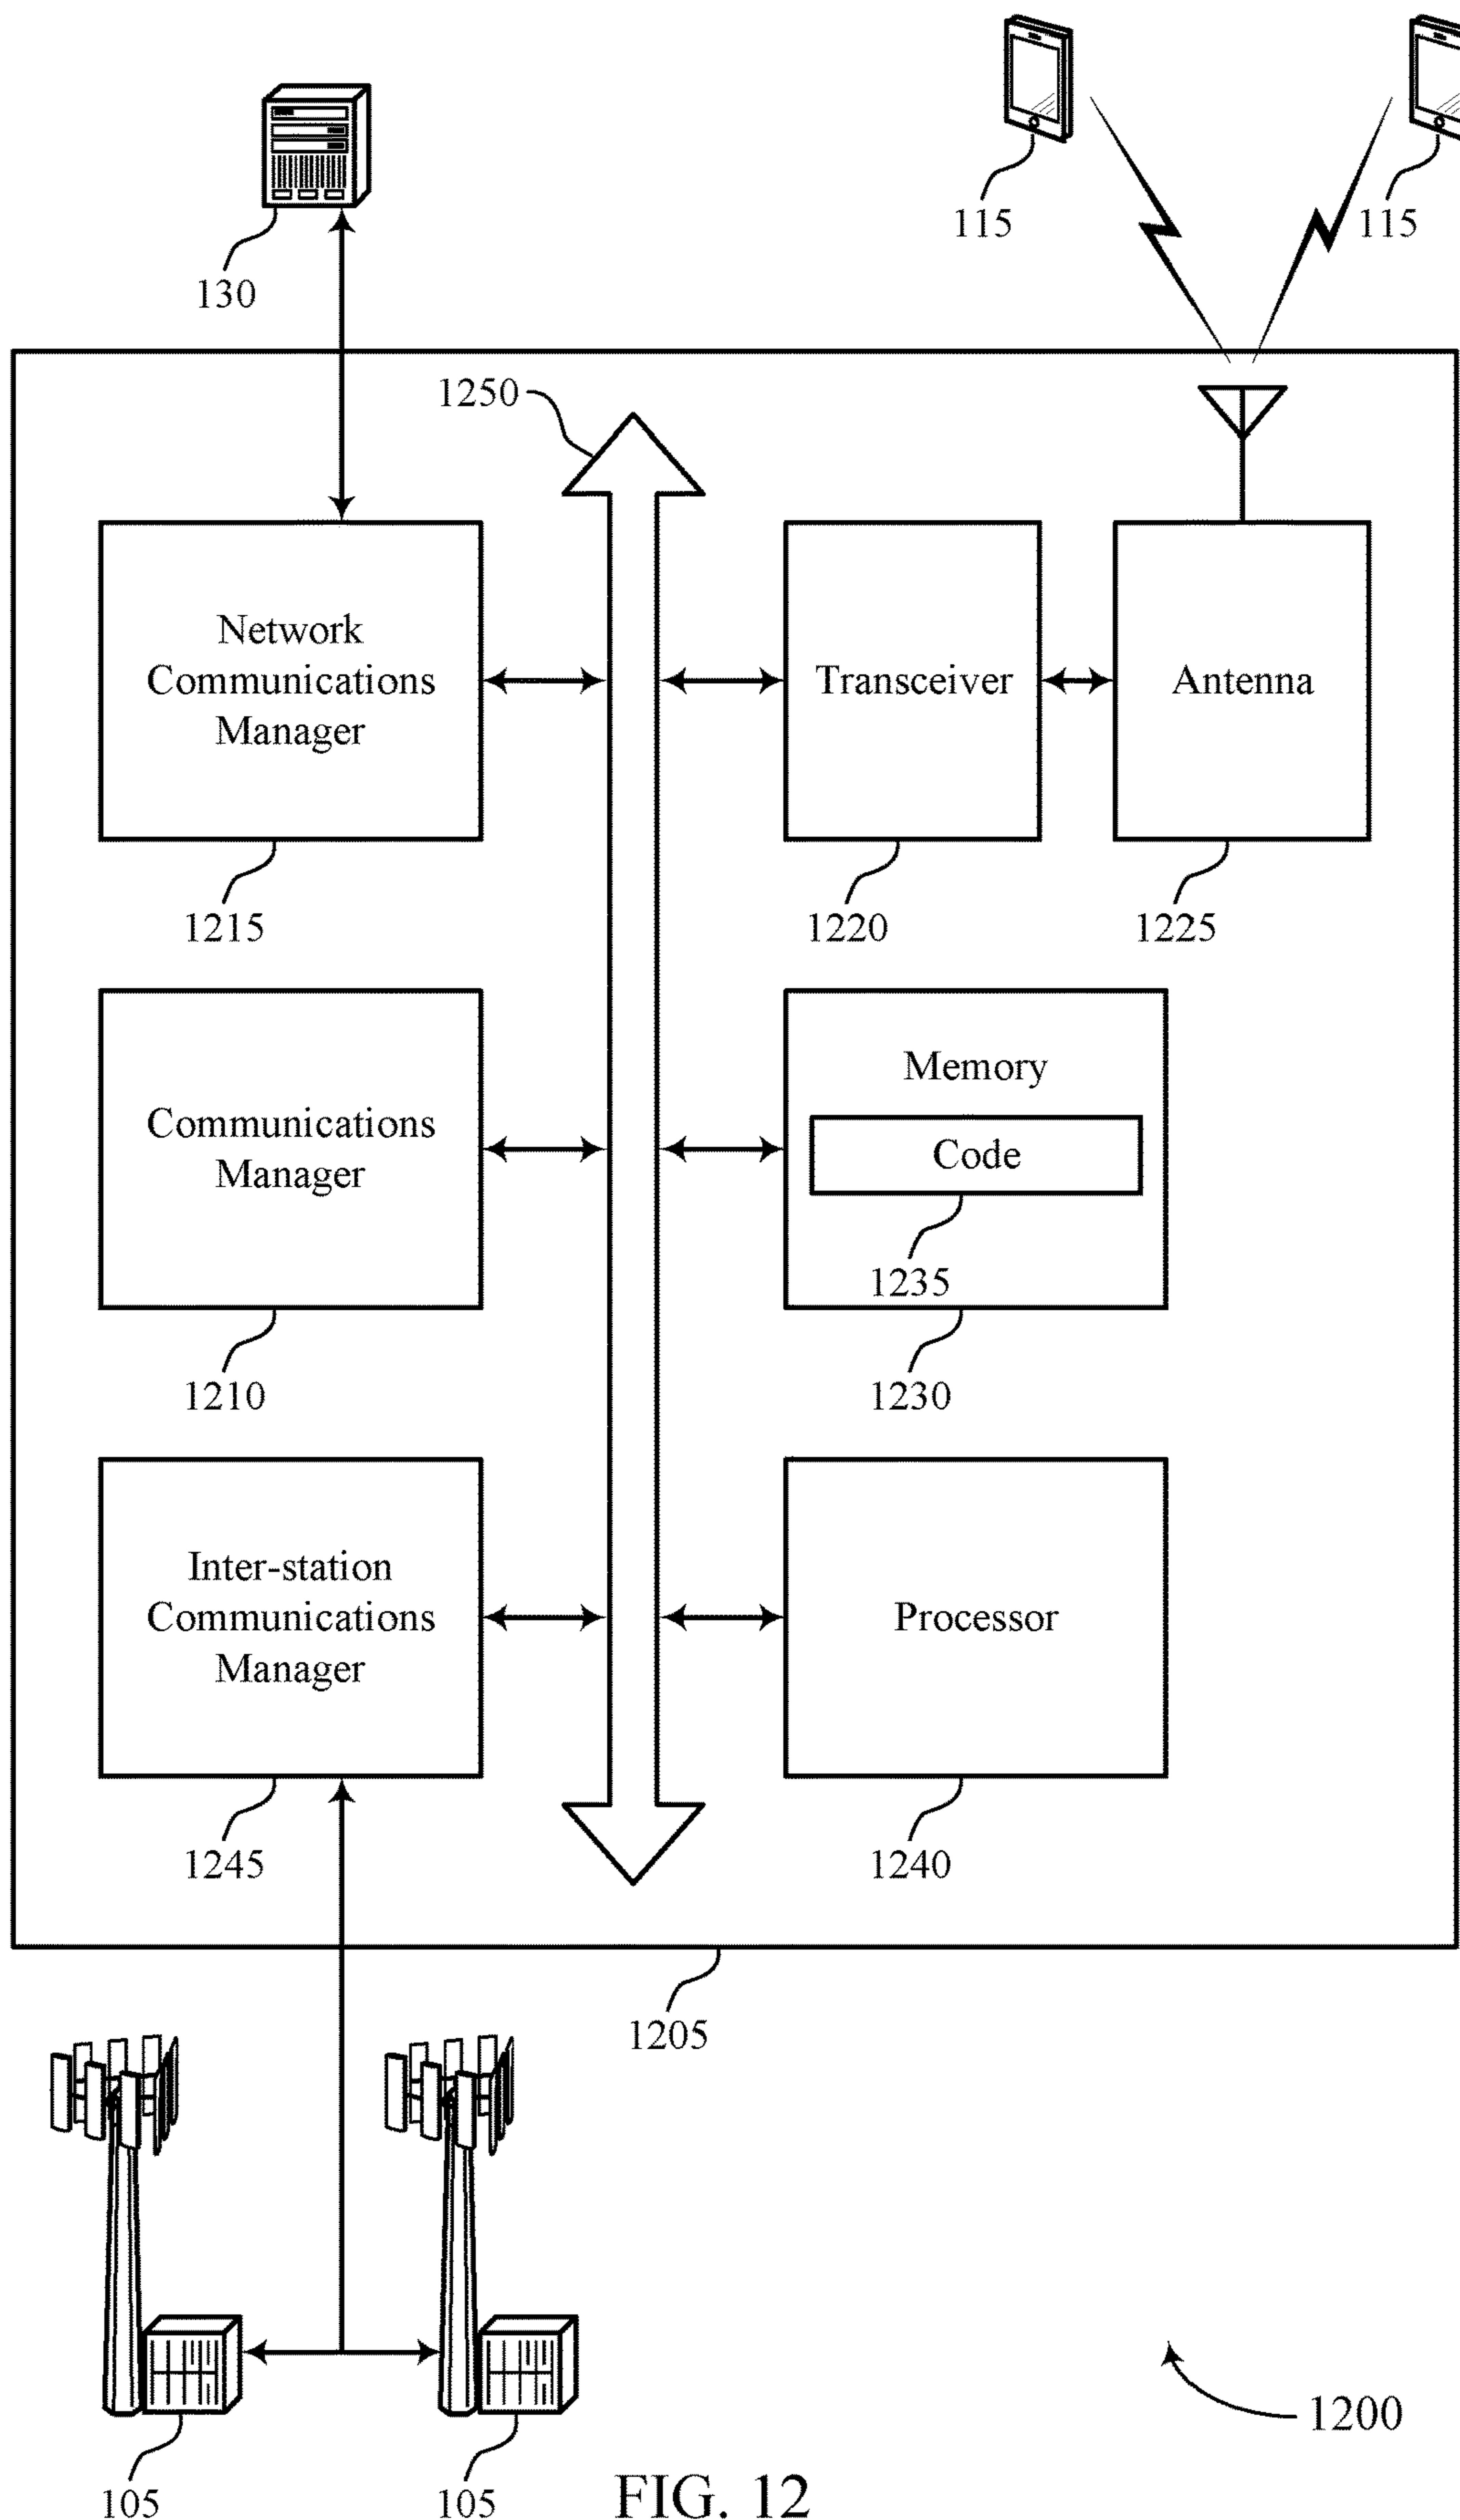 115
115
130
1250
Network
Communications
Manager
Transceiver
Antenna
1215
1220
1225
Communications
Manager
Memory
Code
1235
1210
1230
Inter-station
Communications
Manager
Processor
1245
1240
1205
1200
105
105
FIG. 12